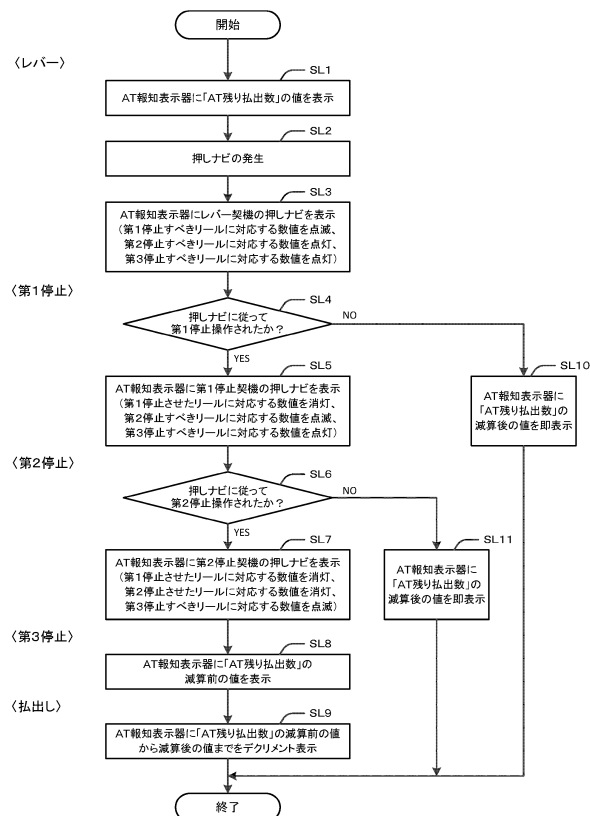 開始
〈レバー〉
SL1
AT報知表示器に「AT残り払出数」の値を表示
SL2
押しナビの発生
SL3
AT報知表示器にレバー契機の押しナビを表示
(第1停止すべきリールに対応する数値を点滅、
第2停止すべきリールに対応する数値を点灯、
第3停止すべきリールに対応する数値を点灯)
〈第1停止〉
SL4
押しナビに従って
第1停止操作されたか？
NO
YES
SL5
AT報知表示器に第1停止契機の押しナビを表示
(第1停止させたリールに対応する数値を消灯、
第2停止すべきリールに対応する数値を点滅、
第3停止すべきリールに対応する数値を点灯)
SL10
AT報知表示器に
「AT残り払出数」の
減算後の値を即表示
〈第2停止〉
SL6
押しナビに従って
第2停止操作されたか？
NO
YES
SL7
AT報知表示器に第2停止契機の押しナビを表示
(第1停止させたリールに対応する数値を消灯、
第2停止させたリールに対応する数値を消灯、
第3停止すべきリールに対応する数値を点滅)
SL11
AT報知表示器に
「AT残り払出数」の
減算後の値を即表示
〈第3停止〉
SL8
AT報知表示器に「AT残り払出数」の
減算前の値を表示
〈払出し〉
SL9
AT報知表示器に「AT残り払出数」の減算前の値
から減算後の値までをデクリメント表示
終了